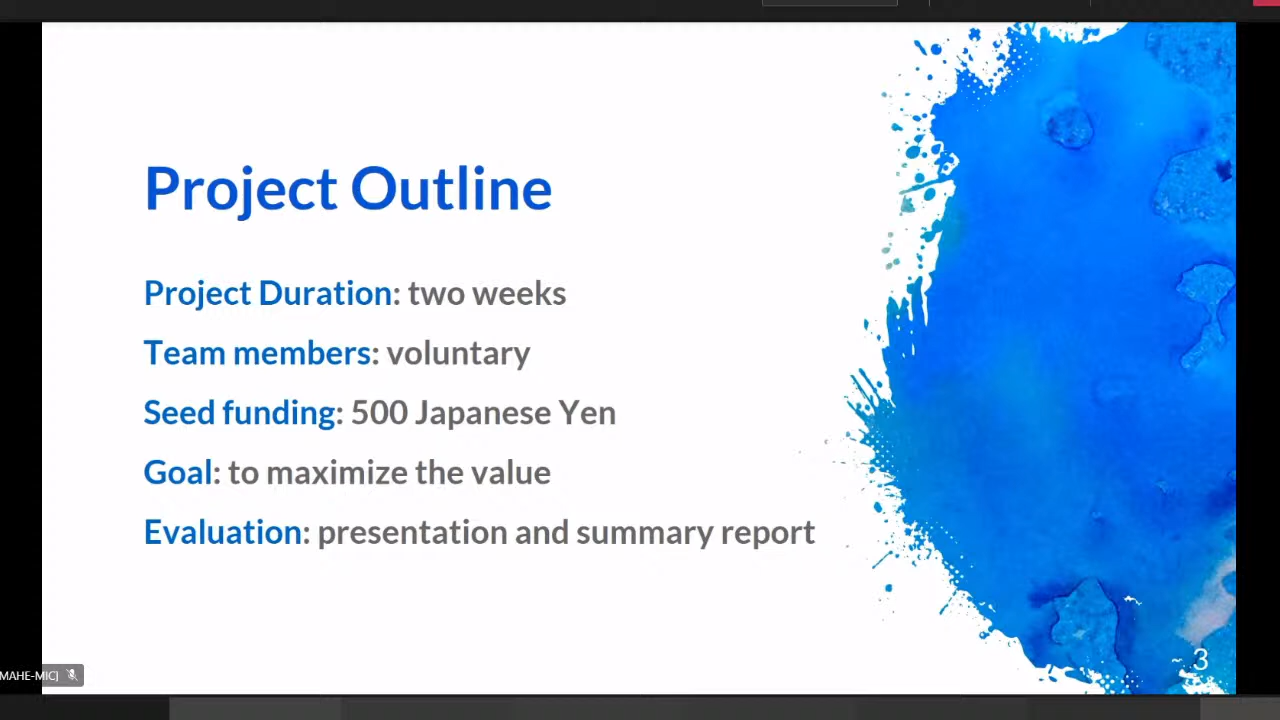 Project Outline
Project Duration: two weeks
Team members: voluntary
Seed funding: 500 Japanese Yen
Goal: to maximize the value
Evaluation: presentation and summary report
3
MAHE-MIC]